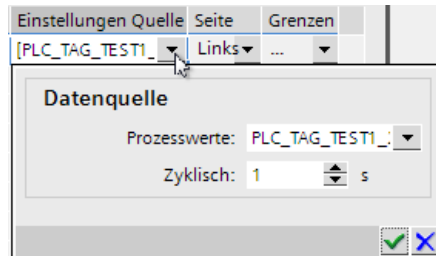 Einstellungen Quelle Seite Grenzen
[PLC_TAG_TEST1_ Links ...
Datenquelle
Prozesswerte: PLC_TAG_TEST1_
Zyklisch: 1 s